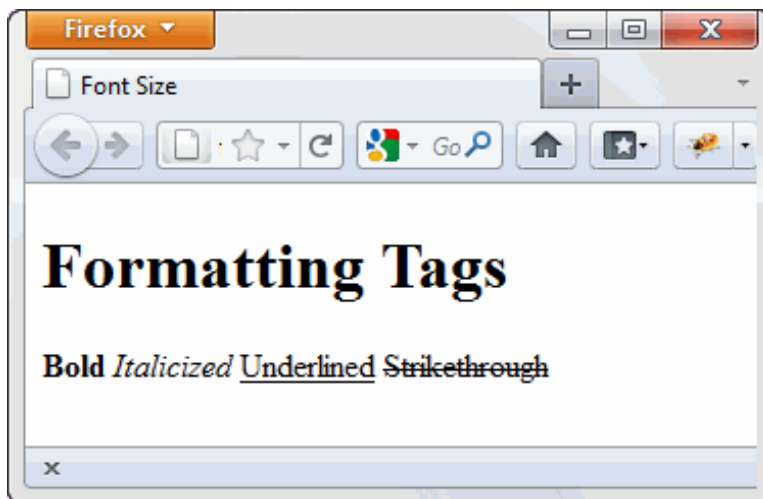 Firefox
Font Size
Go
Formatting Tags
Bold Italicized Underlined Strikethrough